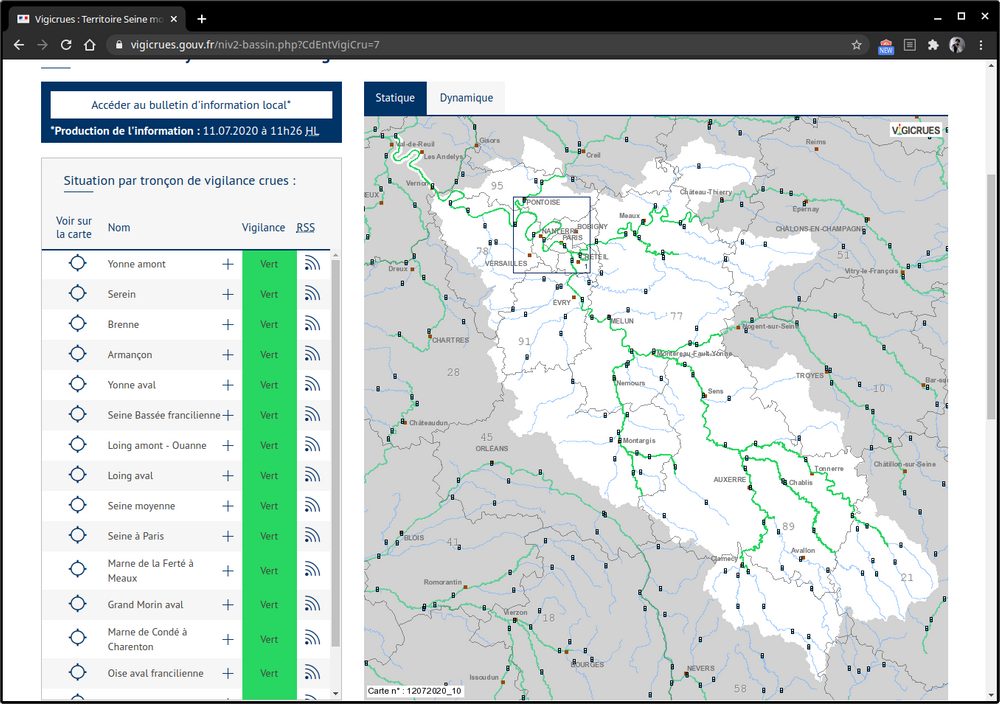 Vigicrues : Territoire Seine mo
vigicrues.gouv.fr/niv2-bassin.php?CdEntVigiCru=7
NEW
Accéder au bulletin d'information local*
*Production de l'information : 11.07.2020 à 11h26 HL
Situation par tronçon de vigilance crues :
Voir sur la carte Nom Vigilance RSS
Yonne amont Vert
Serein Vert
Brenne Vert
Armançon Vert
Yonne aval Vert
Seine Bassée francilienne Vert
Loing amont - Ouanne Vert
Loing aval Vert
Seine moyenne Vert
Seine à Paris Vert
Marne de la Ferté à
Meaux Vert
Grand Morin aval Vert
Marne de Condé à
Charenton Vert
Oise aval francilienne Vert
Statique Dynamique
VIGICRUES
Val-de-Reuil
Gisors
Les Andelys
Creil
Reims
Vernon
95
Château-Thierry
EUX
PONTOISE
Epernay
Meaux
NANTERRE
BOBIGNY
PARIS
CHÂLONS-EN-CHAMPAGNE
78
VERSAILLES
CRETEIL
51
Dreux
Vitry-le-François
1
EVRY
MELUN
77
Nogent-sur-Seine
CHARTRES
91
Montereau-Fault-Yonne
28
Nemours
Sens
TROYES
10
Bar-su
Châteaudun
45
ORLEANS
Montargis
Tonnerre
Châtillon-sur-Seine
AUXERRE
Chablis
BLOIS
41
89
Avallon
Clamecy
21
Romorantin
Vierzon
18
BOURGES
Issoudun
NEVERS
58
Carte n° : 12072020_10